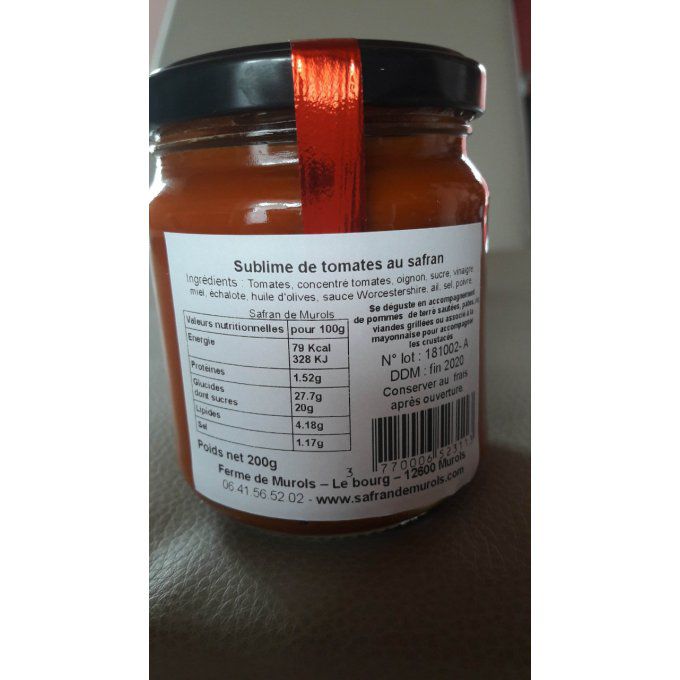 Sublime de tomates au safran
Ingrédients : Tomates, concentré tomates, oignon, sucre, vinaigre,
miel, échalote, huile d'olives, sauce Worcestershire, ail, sel, poivre,
Safran de Murols
Valeurs nutritionnelles pour 100g
Energie 79 Kcal
328 KJ
Protéines 1.52g
Glucides 27.7g
dont sucres 20g
Lipides 4.18g
Sel 1.17g
Poids net 200g
Se déguste en accompagnement
de pommes de terre sautées, pates,
viandes grillées ou associé à la
mayonnaise pour accompagner
les crustacés
N° lot : 181002- A
DDM : fin 2020
Conserver au frais
après ouverture
3 770006 52311
Ferme de Murols – Le bourg – 12600 Murols
06.41.56.52.02 - www.safrandemurols.com